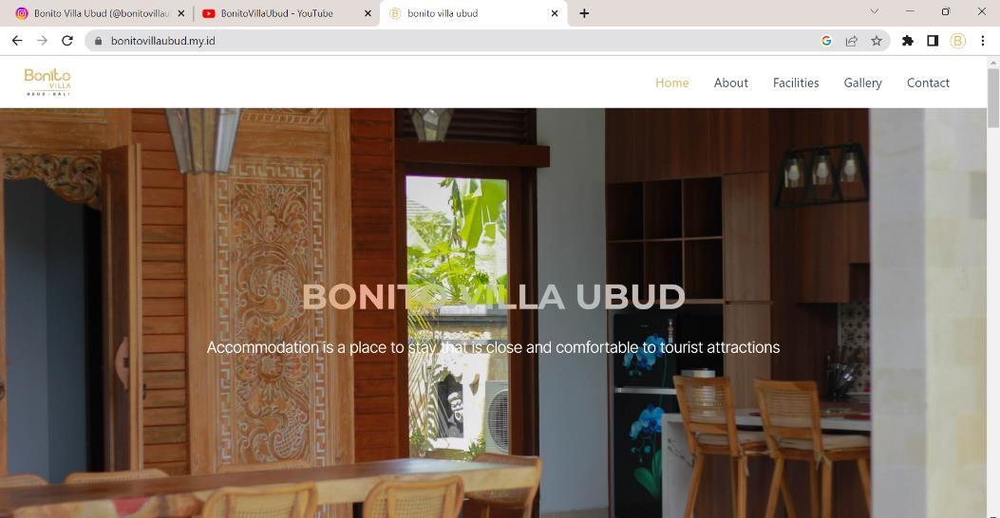 Bonito Villa Ubud (@bonitovillau
BonitoVillaUbud - YouTube
bonito villa ubud
bonitovillaubud.my.id
Bonito
VILLA
UBUD-BALI
Home
About
Facilities
Gallery
Contact
BONITO VILLA UBUD
Accommodation is a place to stay that is close and comfortable to tourist attractions